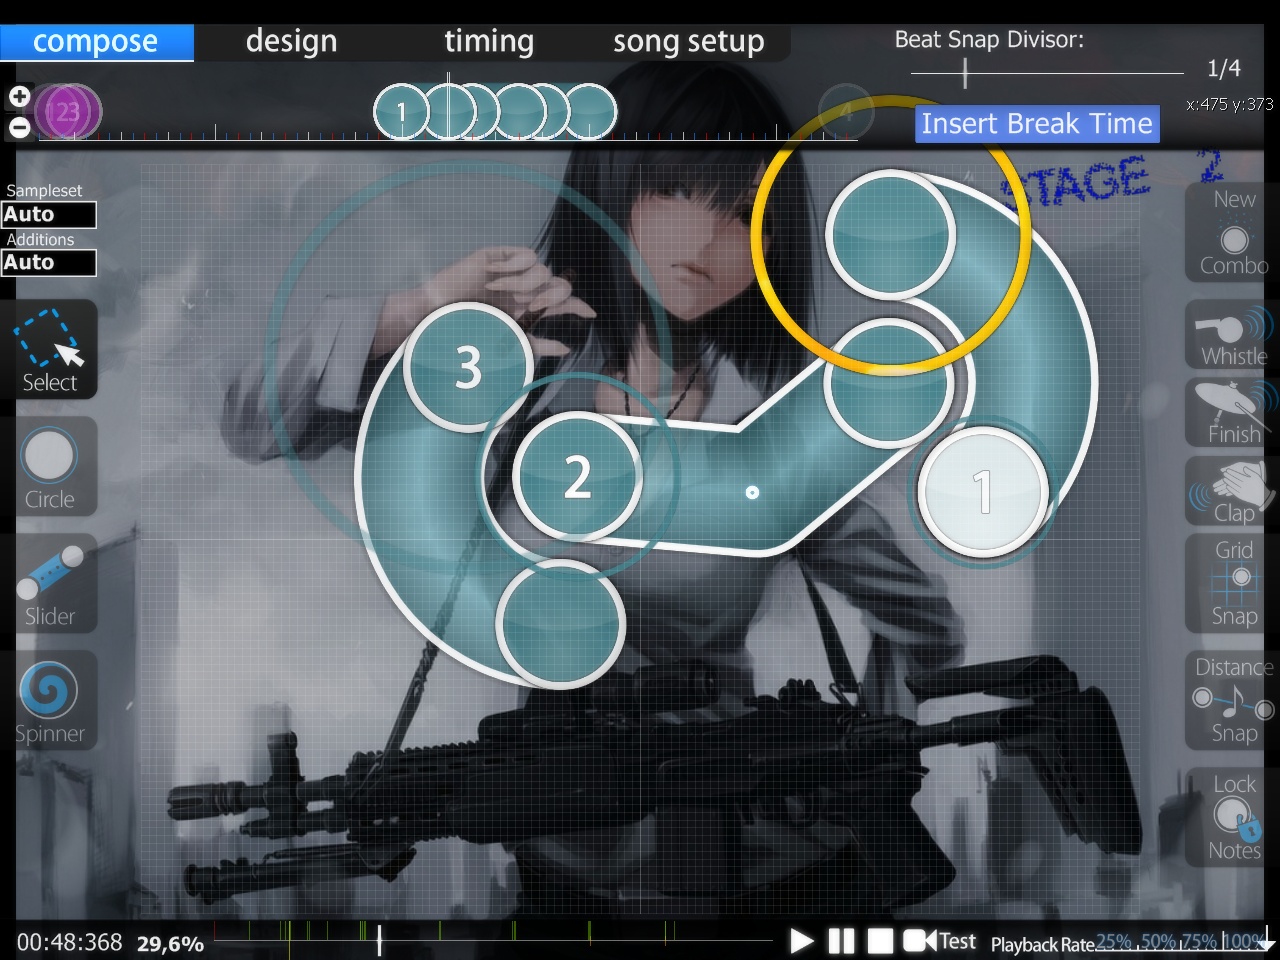 compose design timing song setup
Beat Snap Divisor:
1/4
x:475 y:373
Insert Break Time
123
1
4
STAGE 2
Sampleset
Auto
Additions
Auto
Select
Circle
Slider
Spinner
3
2
1
New
Combo
Whistle
Finish
Clap
Grid
Snap
Distance
Snap
Lock
Notes
00:48:368 29,6%
Test
Playback Rate 25% 50% 75% 100%